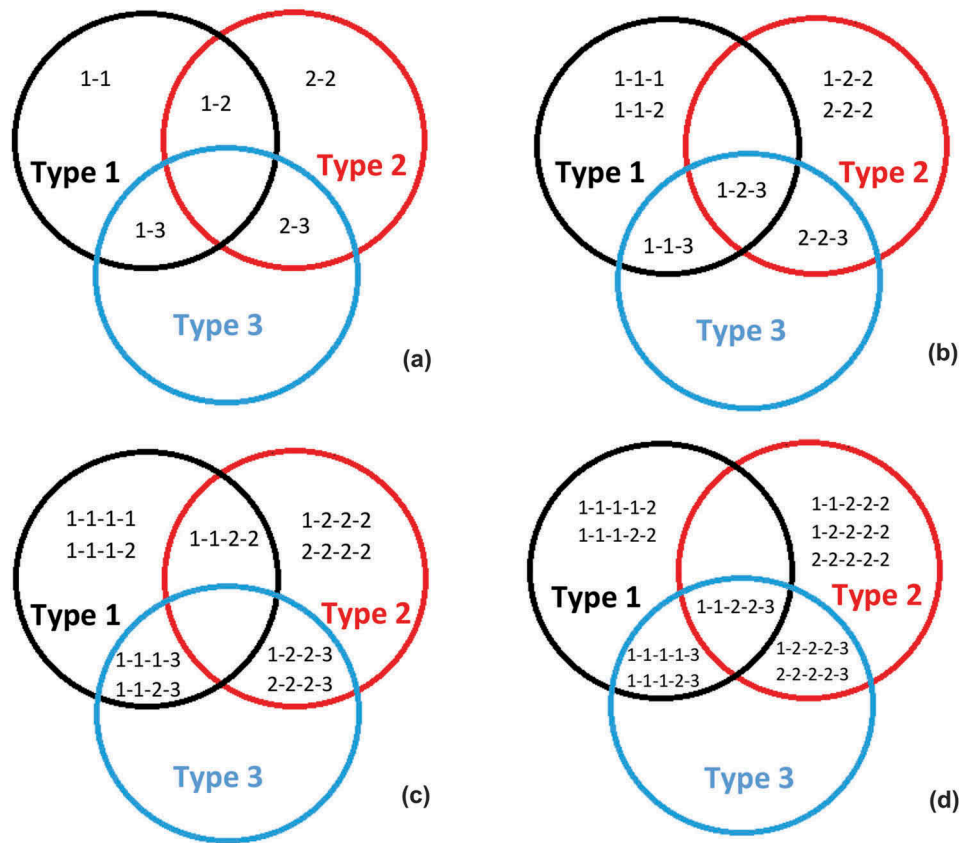 1-1
2-2
1-2
Type 1
Type 2
1-3
2-3
Type 3
(a)
1-1-1
1-1-2
1-2-2
2-2-2
Type 1
Type 2
1-2-3
1-1-3
2-2-3
Type 3
(b)
1-1-1-1
1-1-1-2
1-1-2-2
1-2-2-2
2-2-2-2
Type 1
Type 2
1-1-1-3
1-1-2-3
1-2-2-3
2-2-2-3
Type 3
(c)
1-1-1-1-2
1-1-1-2-2
1-1-2-2-2
1-2-2-2-2
2-2-2-2-2
Type 1
Type 2
1-1-2-2-3
1-1-1-1-3
1-1-1-2-3
1-2-2-2-3
2-2-2-2-3
Type 3
(d)